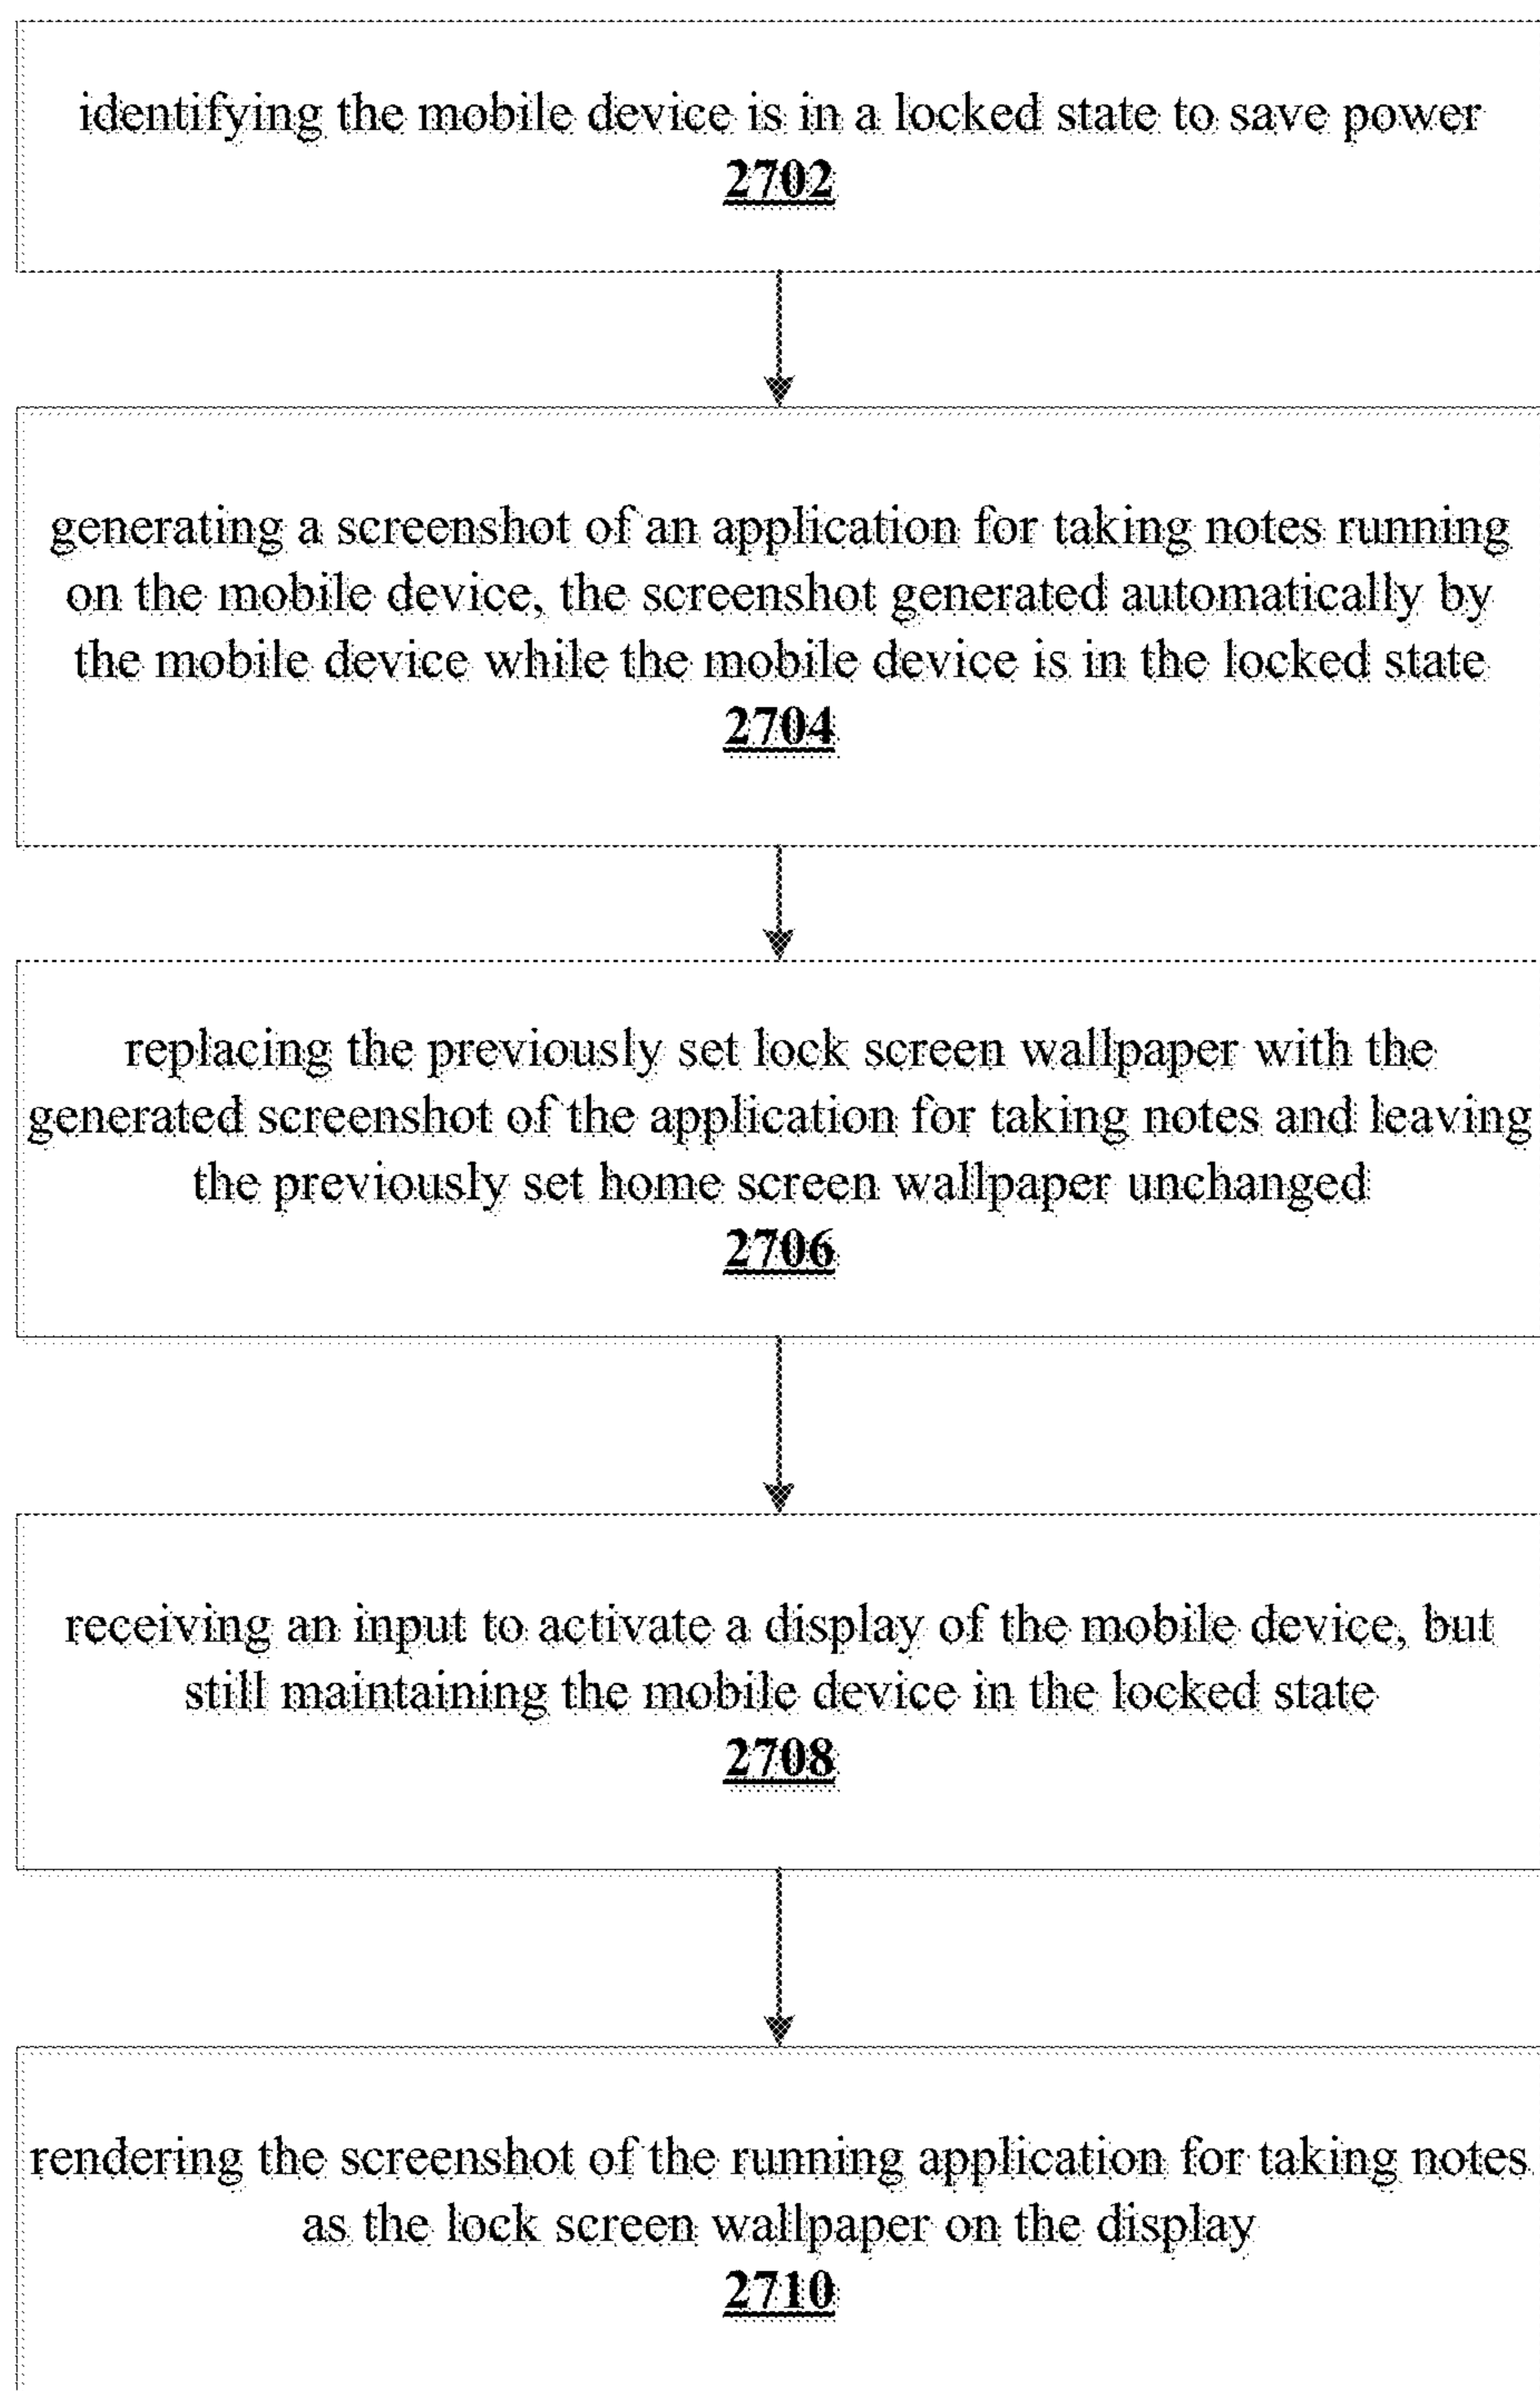 identifying the mobile device is in a locked state to save power
2702
generating a screenshot of an application for taking notes running
on the mobile device, the screenshot generated automatically by
the mobile device while the mobile device is in the locked state
2704
replacing the previously set lock screen wallpaper with the
generated screenshot of the application for taking notes and leaving
the previously set home screen wallpaper unchanged
2706
receiving an input to activate a display of the mobile device, but
still maintaining the mobile device in the locked state
2708
rendering the screenshot of the running application for taking notes
as the lock screen wallpaper on the display
2710